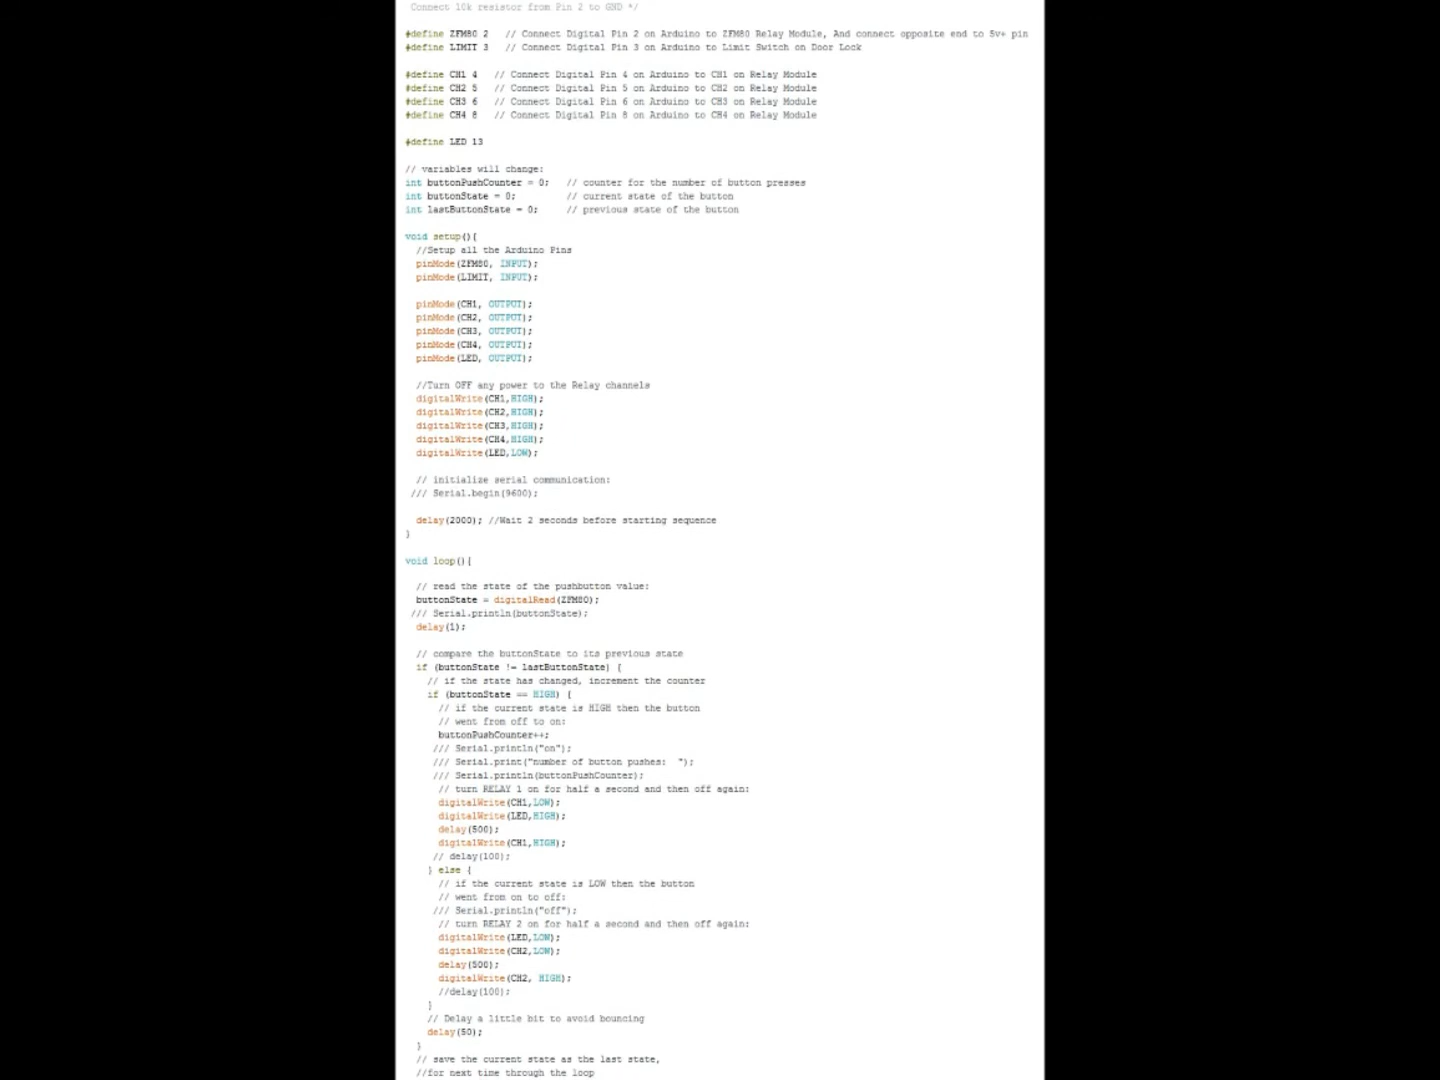 Connect 10k resistor from Pin 2 to GND */
#define ZFM80 2   // Connect Digital Pin 2 on Arduino to ZFM80 Relay Module, And connect opposite end to 5v+ pin
#define LIMIT 3   // Connect Digital Pin 3 on Arduino to Limit Switch on Door Lock
#define CH1 4   // Connect Digital Pin 4 on Arduino to CH1 on Relay Module
#define CH2 5   // Connect Digital Pin 5 on Arduino to CH2 on Relay Module
#define CH3 6   // Connect Digital Pin 6 on Arduino to CH3 on Relay Module
#define CH4 8   // Connect Digital Pin 8 on Arduino to CH4 on Relay Module
#define LED 13
// variables will change:
int buttonPushCounter = 0;   // counter for the number of button presses
int buttonState = 0;         // current state of the button
int lastButtonState = 0;     // previous state of the button
void setup(){
  //Setup all the Arduino Pins
  pinMode(ZFM80, INPUT);
  pinMode(LIMIT, INPUT);
  pinMode(CH1, OUTPUT);
  pinMode(CH2, OUTPUT);
  pinMode(CH3, OUTPUT);
  pinMode(CH4, OUTPUT);
  pinMode(LED, OUTPUT);
  //Turn OFF any power to the Relay channels
  digitalWrite(CH1,HIGH);
  digitalWrite(CH2,HIGH);
  digitalWrite(CH3,HIGH);
  digitalWrite(CH4,HIGH);
  digitalWrite(LED,LOW);
  // initialize serial communication:
 /// Serial.begin(9600);
  delay(2000); //Wait 2 seconds before starting sequence
}
void loop(){
  // read the state of the pushbutton value:
  buttonState = digitalRead(ZFM80);
 /// Serial.println(buttonState);
  delay(1);
  // compare the buttonState to its previous state
  if (buttonState != lastButtonState) {
    // if the state has changed, increment the counter
    if (buttonState == HIGH) {
      // if the current state is HIGH then the button
      // went from off to on:
      buttonPushCounter++;
     /// Serial.println("on");
     /// Serial.print("number of button pushes:  ");
     /// Serial.println(buttonPushCounter);
      // turn RELAY 1 on for half a second and then off again:
      digitalWrite(CH1,LOW);
      digitalWrite(LED,HIGH);
      delay(500);
      digitalWrite(CH1,HIGH);
     // delay(100);
    } else {
      // if the current state is LOW then the button
      // went from on to off:
     /// Serial.println("off");
      // turn RELAY 2 on for half a second and then off again:
      digitalWrite(LED,LOW);
      digitalWrite(CH2,LOW);
      delay(500);
      digitalWrite(CH2, HIGH);
      //delay(100);
    }
    // Delay a little bit to avoid bouncing
    delay(50);
  }
  // save the current state as the last state,
  //for next time through the loop